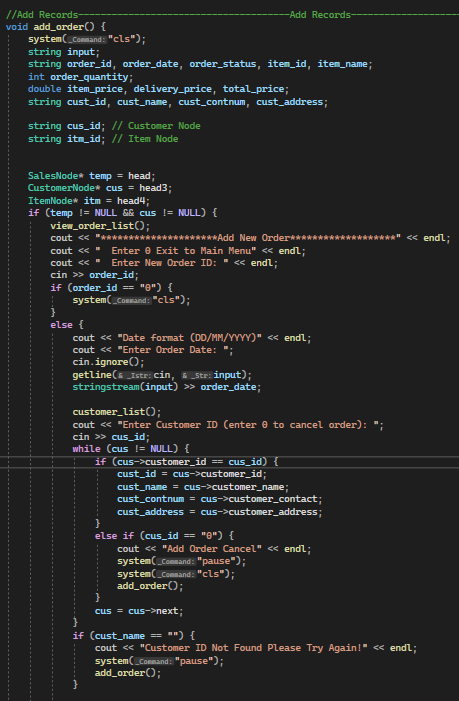 //Add Records--------------------------------------Add Records-------------------
void add_order() {
    system(_Command:"cls");
    string input;
    string order_id, order_date, order_status, item_id, item_name;
    int order_quantity;
    double item_price, delivery_price, total_price;
    string cust_id, cust_name, cust_contnum, cust_address;

    string cus_id; // Customer Node
    string itm_id; // Item Node

    SalesNode* temp = head;
    CustomerNode* cus = head3;
    ItemNode* itm = head4;
    if (temp != NULL && cus != NULL) {
        view_order_list();
        cout << "*********************Add New Order*******************" << endl;
        cout << "  Enter 0 Exit to Main Menu" << endl;
        cout << "  Enter New Order ID: " << endl;
        cin >> order_id;
        if (order_id == "0") {
            system(_Command:"cls");
        }
        else {
            cout << "Date format (DD/MM/YYYY)" << endl;
            cout << "Enter Order Date: ";
            cin.ignore();
            getline(& _Istr:cin, & _Str:input);
            stringstream(input) >> order_date;

            customer_list();
            cout << "Enter Customer ID (enter 0 to cancel order): ";
            cin >> cus_id;
            while (cus != NULL) {
                if (cus->customer_id == cus_id) {
                    cust_id = cus->customer_id;
                    cust_name = cus->customer_name;
                    cust_contnum = cus->customer_contact;
                    cust_address = cus->customer_address;
                }
                else if (cus_id == "0") {
                    cout << "Add Order Cancel" << endl;
                    system(_Command:"pause");
                    system(_Command:"cls");
                    add_order();
                }
                cus = cus->next;
            }
            if (cust_name == "") {
                cout << "Customer ID Not Found Please Try Again!" << endl;
                system(_Command:"pause");
                add_order();
            }